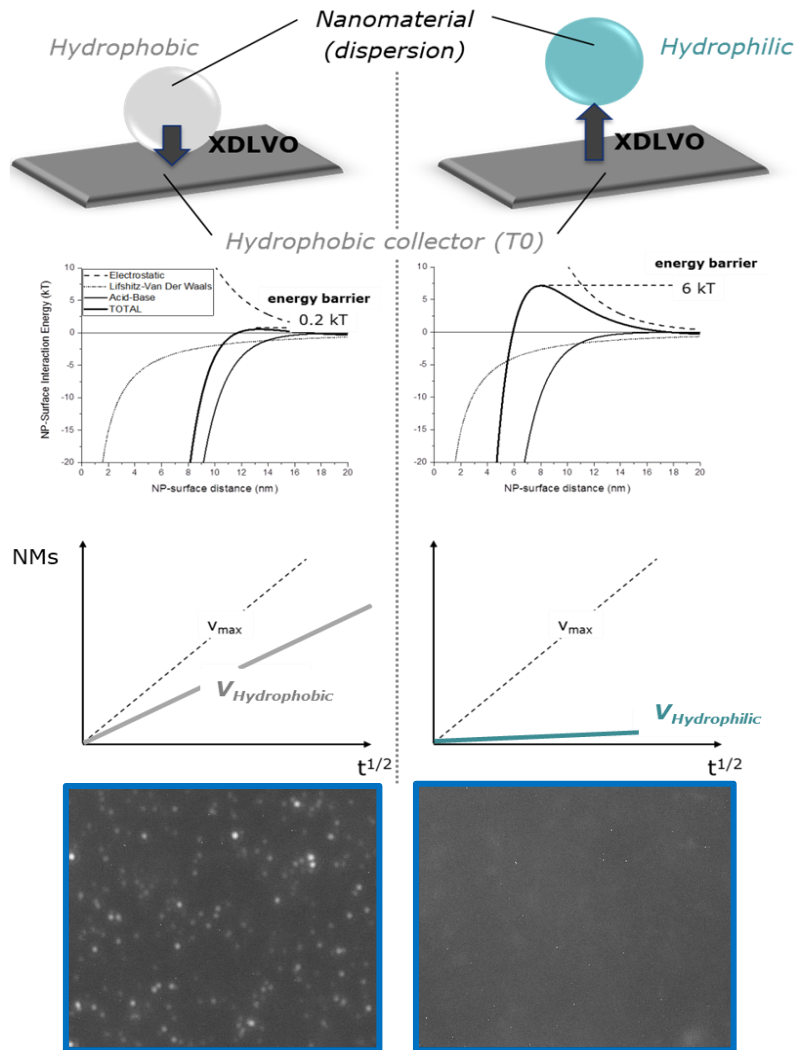 Nanomaterial
(dispersion)
Hydrophobic
Hydrophilic
XDLVO
XDLVO
Hydrophobic collector (T0)
NP-Surface Interaction Energy (kT)
10
5
0
-5
-10
-15
-20
Electrostatic
Lifshitz-Van Der Waals
Acid-Base
TOTAL
energy barrier
0.2 kT
0 2 4 6 8 10 12 14 16 18 20
NP-surface distance (nm)
10
5
0
-5
-10
-15
-20
energy barrier
6 kT
0 2 4 6 8 10 12 14 16 18 20
NP-surface distance (nm)
NMs
vmax
VHydrophobic
t1/2
vmax
VHydrophilic
t1/2